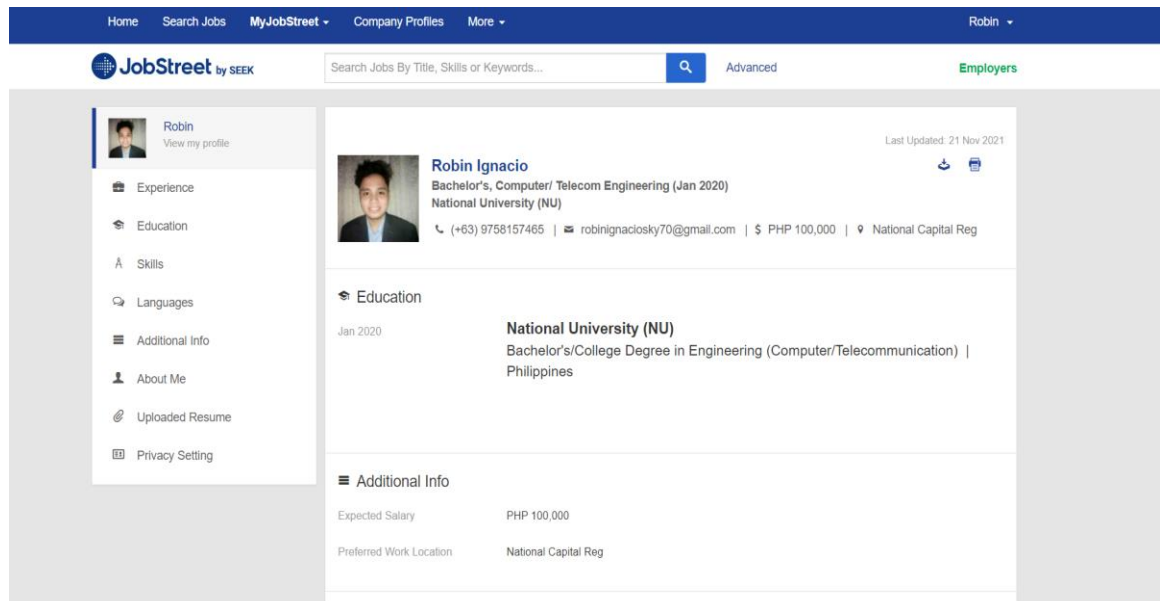 Home Search Jobs MyJobStreet Company Profiles More Robin
JobStreet by SEEK
Search Jobs By Title, Skills or Keywords...
Advanced
Employers
Robin
View my profile
Experience
Education
Skills
Languages
Additional Info
About Me
Uploaded Resume
Privacy Setting
Last Updated: 21 Nov 2021
Robin Ignacio
Bachelor's, Computer/ Telecom Engineering (Jan 2020)
National University (NU)
(+63) 9758157465 | robinignaciosky70@gmail.com | $ PHP 100,000 | National Capital Reg
Education
Jan 2020
National University (NU)
Bachelor's/College Degree in Engineering (Computer/Telecommunication) |
Philippines
Additional Info
Expected Salary PHP 100,000
Preferred Work Location National Capital Reg